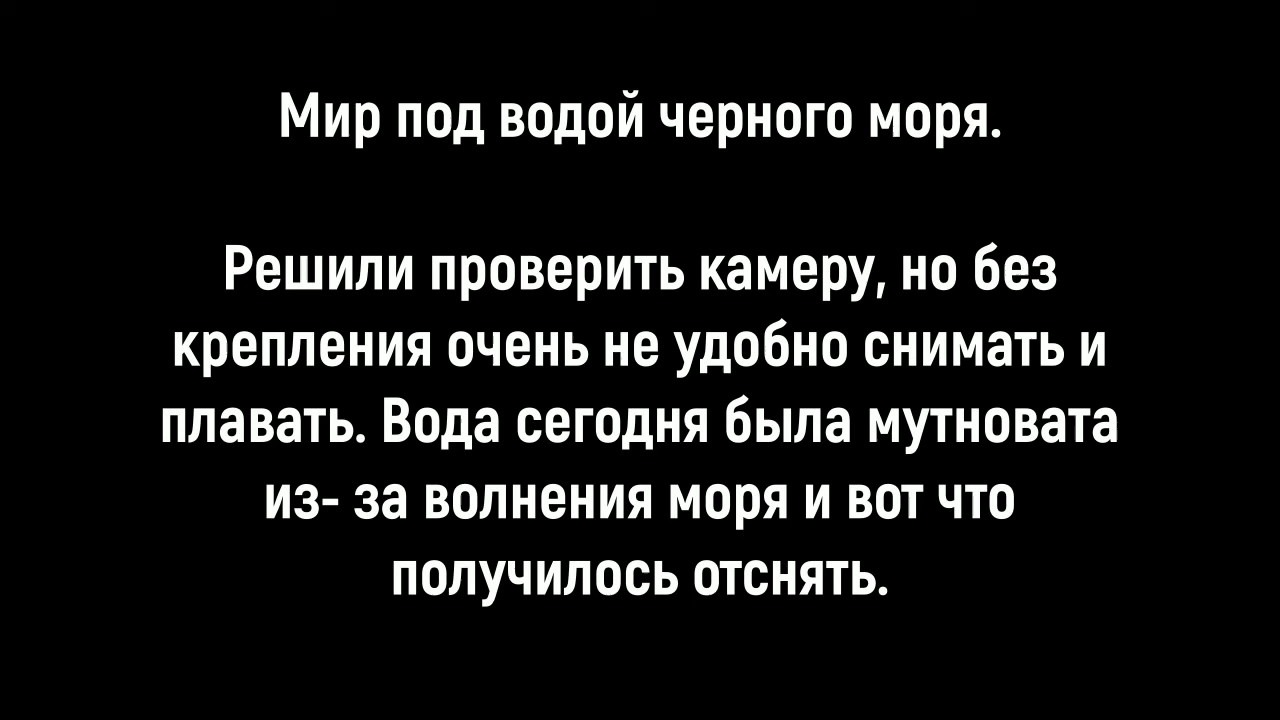 Мир под водой черного моря.
Решили проверить камеру, но без
крепления очень не удобно снимать и
плавать. Вода сегодня была мутновата
из- за волнения моря и вот что
получилось отснять.